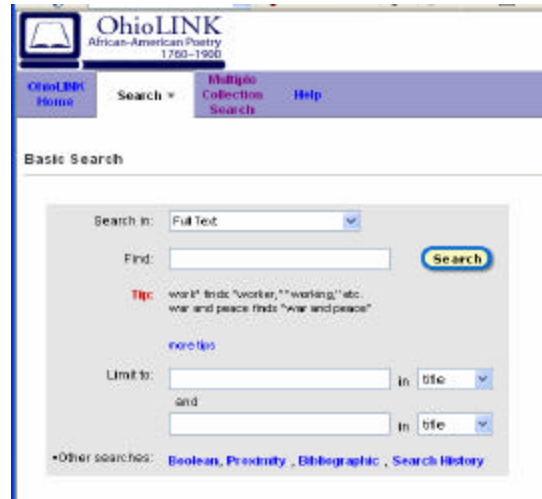 OhioLINK
African-American Poetry
1760-1900
OhioLINK Home
Search
Multiple Collection Search
Help
Basic Search
Search in: Full Text
Find: Search
Tip: work* finds "worker," "working," etc.
war and peace finds "war and peace"
more tips
Limit to: in title
and
in title
•Other searches: Boolean, Proximity , Bibliographic , Search History